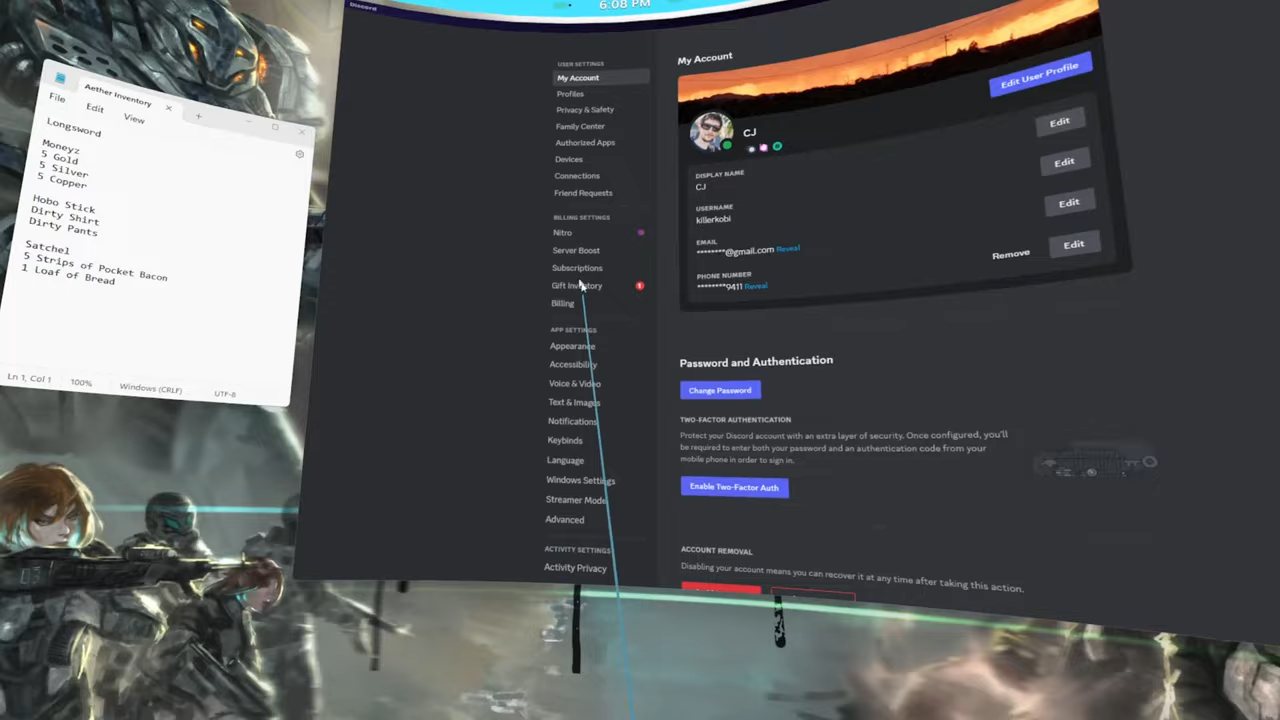 Discord
6:08 PM
Aether Inventory
File Edit View
Longsword
Moneyz
5 Gold
5 Silver
5 Copper
Hobo Stick
Dirty Shirt
Dirty Pants
Satchel
5 Strips of Pocket Bacon
1 Loaf of Bread
Ln 1, Col 1 100% Windows (CRLF) UTF-8
USER SETTINGS
My Account
Profiles
Privacy & Safety
Family Center
Authorized Apps
Devices
Connections
Friend Requests
BILLING SETTINGS
Nitro
Server Boost
Subscriptions
Gift Inventory 1
Billing
APP SETTINGS
Appearance
Accessibility
Voice & Video
Text & Images
Notifications
Keybinds
Language
Windows Settings
Streamer Mode
Advanced
ACTIVITY SETTINGS
Activity Privacy
My Account
Edit User Profile
CJ
DISPLAY NAME
CJ
Edit
USERNAME
killerkobi
Edit
EMAIL
********@gmail.com Reveal
Edit
PHONE NUMBER
********9411 Reveal
Remove Edit
Password and Authentication
Change Password
TWO-FACTOR AUTHENTICATION
Protect your Discord account with an extra layer of security. Once configured, you'll
be required to enter both your password and an authentication code from your
mobile phone in order to sign in.
Enable Two-Factor Auth
ACCOUNT REMOVAL
Disabling your account means you can recover it at any time after taking this action.